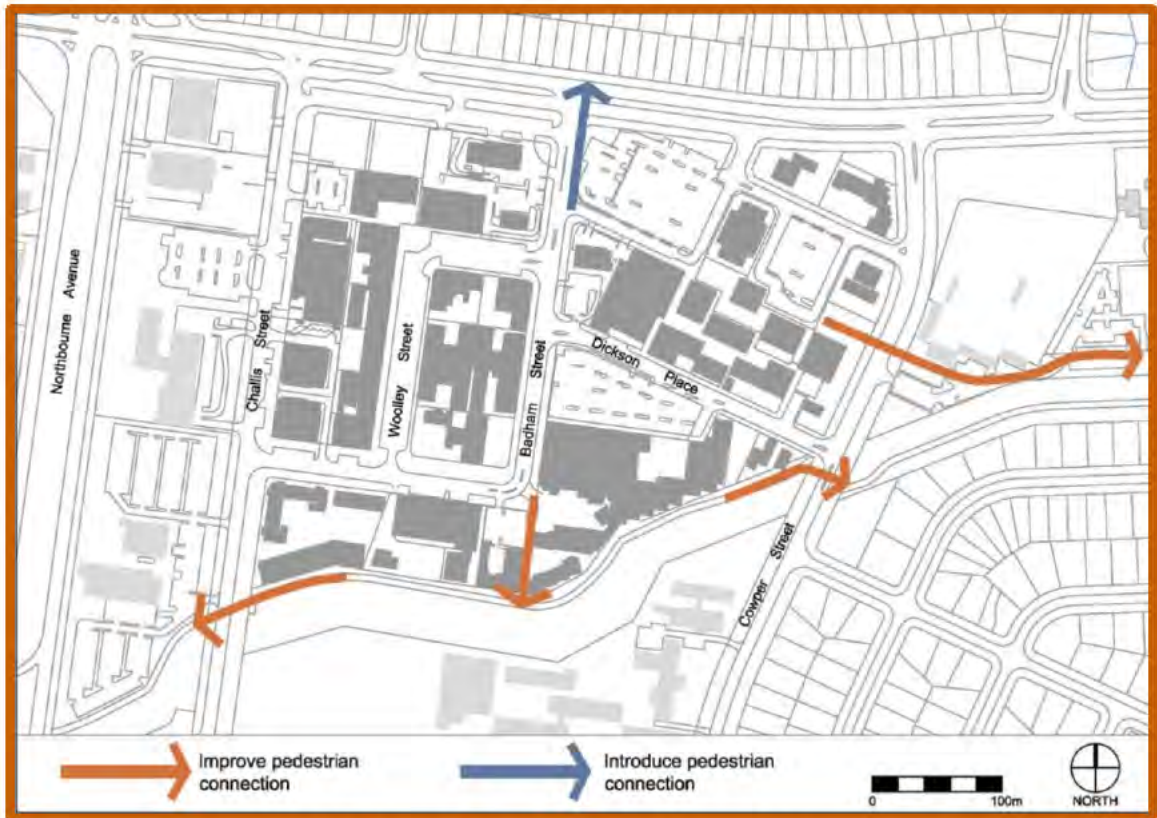 Northbourne Avenue
Challis Street
Woolley Street
Badham Street
Dickson Place
Cowper Street
Improve pedestrian
connection
Introduce pedestrian
connection
0
100m
NORTH